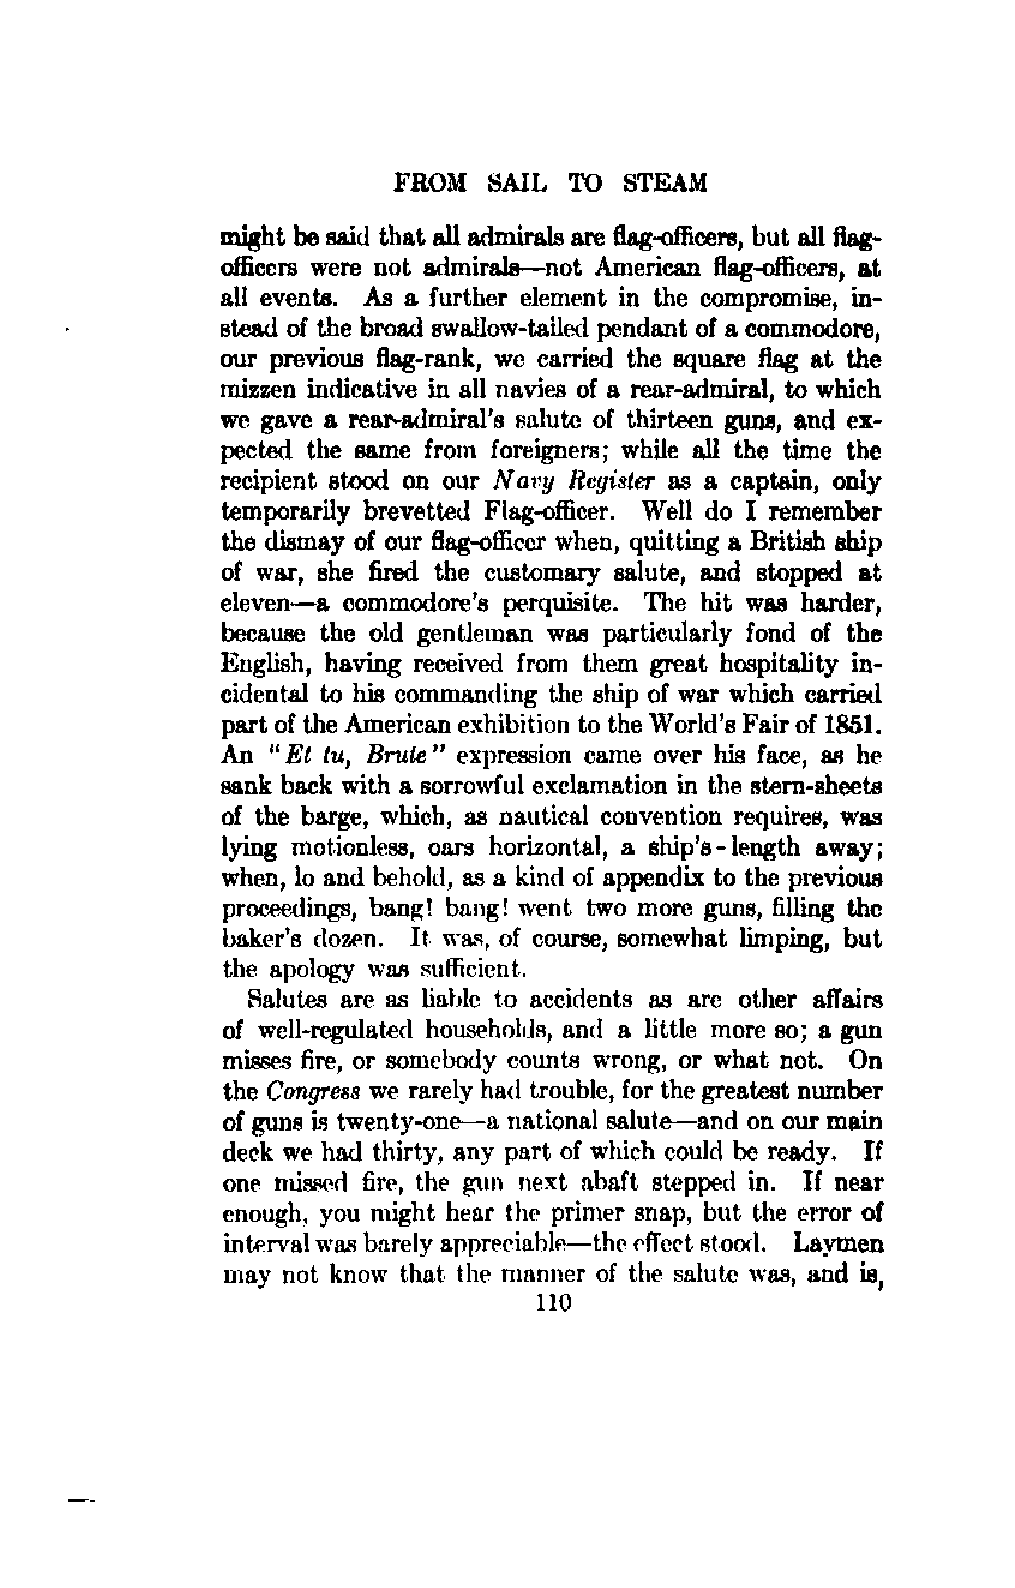 FROM SAIL TO STEAM
might be said that all admirals are flag-officers, but all flag-
officers were not admirals—not American flag-officers, at
all events. As a further element in the compromise, in-
stead of the broad swallow-tailed pendant of a commodore,
our previous flag-rank, we carried the square flag at the
mizzen indicative in all navies of a rear-admiral, to which
we gave a rear-admiral's salute of thirteen guns, and ex-
pected the same from foreigners; while all the time the
recipient stood on our Navy Register as a captain, only
temporarily brevetted Flag-officer. Well do I remember
the dismay of our flag-officer when, quitting a British ship
of war, she fired the customary salute, and stopped at
eleven—a commodore's perquisite. The hit was harder,
because the old gentleman was particularly fond of the
English, having received from them great hospitality in-
cidental to his commanding the ship of war which carried
part of the American exhibition to the World's Fair of 1851.
An "Et tu, Brute" expression came over his face, as he
sank back with a sorrowful exclamation in the stern-sheets
of the barge, which, as nautical convention requires, was
lying motionless, oars horizontal, a ship's-length away;
when, lo and behold, as a kind of appendix to the previous
proceedings, bang! bang! went two more guns, filling the
baker's dozen. It was, of course, somewhat limping, but
the apology was sufficient.
Salutes are as liable to accidents as are other affairs
of well-regulated households, and a little more so; a gun
misses fire, or somebody counts wrong, or what not. On
the Congress we rarely had trouble, for the greatest number
of guns is twenty-one—a national salute—and on our main
deck we had thirty, any part of which could be ready. If
one missed fire, the gun next abaft stepped in. If near
enough, you might hear the primer snap, but the error of
interval was barely appreciable—the effect stood. Laymen
may not know that the manner of the salute was, and is,
110